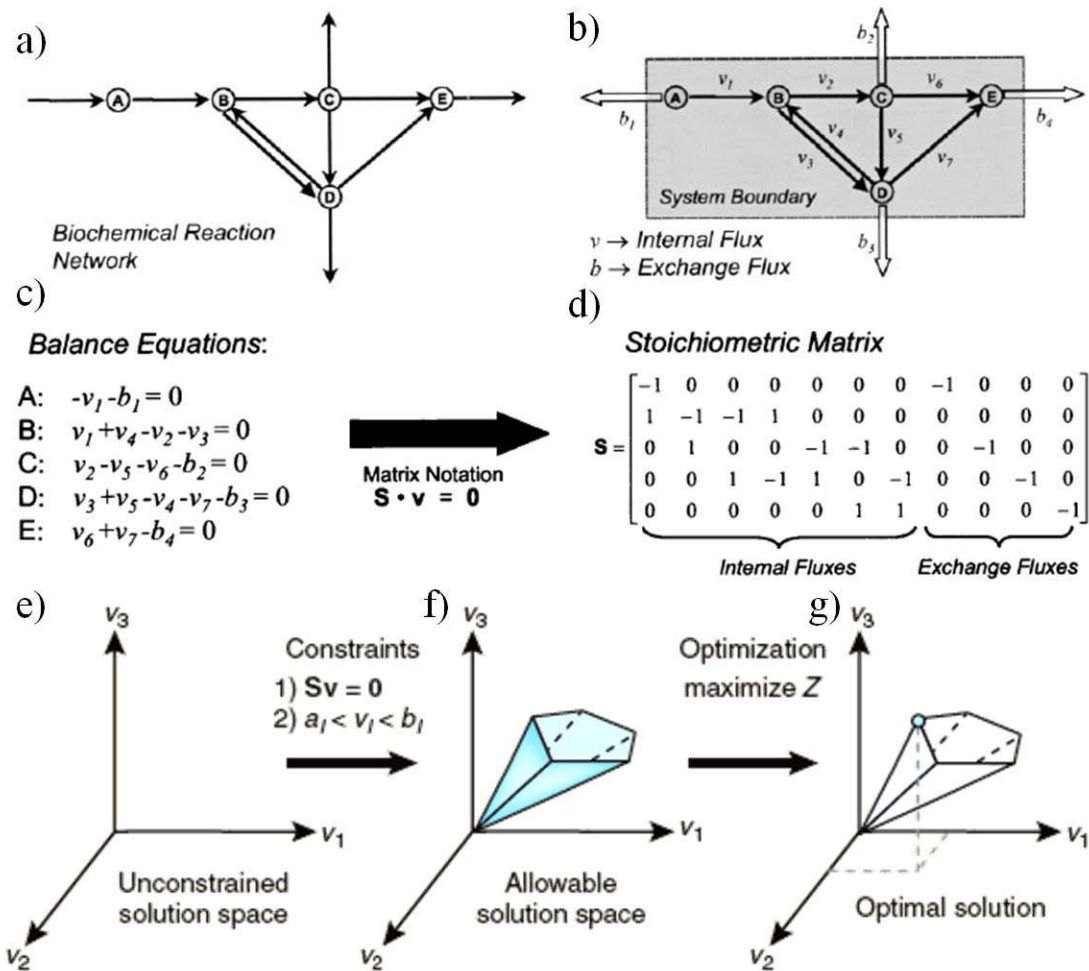 a)
A
B
C
E
D
Biochemical Reaction
Network
b)
b₂
v₁
v₂
v₆
A
B
C
E
b₁
v₄
v₅
b₄
v₃
v₇
D
System Boundary
b₃
v → Internal Flux
b → Exchange Flux
c)
Balance Equations:
A: -v₁-b₁= 0
B: v₁+v₄-v₂-v₃= 0
C: v₂-v₅-v₆-b₂= 0
D: v₃+v₅-v₄-v₇-b₃= 0
E: v₆+v₇-b₄= 0
Matrix Notation
S • v = 0
d)
Stoichiometric Matrix
-1 0 0 0 0 0 0 -1 0 0 0
1 -1 -1 1 0 0 0 0 0 0 0
S = 0 1 0 0 -1 -1 0 0 -1 0 0
0 0 1 -1 1 0 -1 0 0 -1 0
0 0 0 0 0 1 1 0 0 0 -1
Internal Fluxes Exchange Fluxes
e)
v₃
v₁
Unconstrained
solution space
v₂
Constraints
1) Sv = 0
2) aᵢ < vᵢ < bᵢ
f)
v₃
v₁
Allowable
solution space
v₂
Optimization
maximize Z
g)
v₃
v₁
Optimal solution
v₂